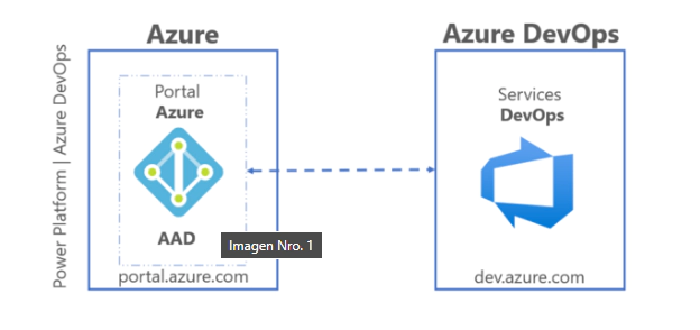 Power Platform | Azure DevOps
Azure
Portal
Azure
AAD
portal.azure.com
Imagen Nro. 1
Azure DevOps
Services
DevOps
dev.azure.com